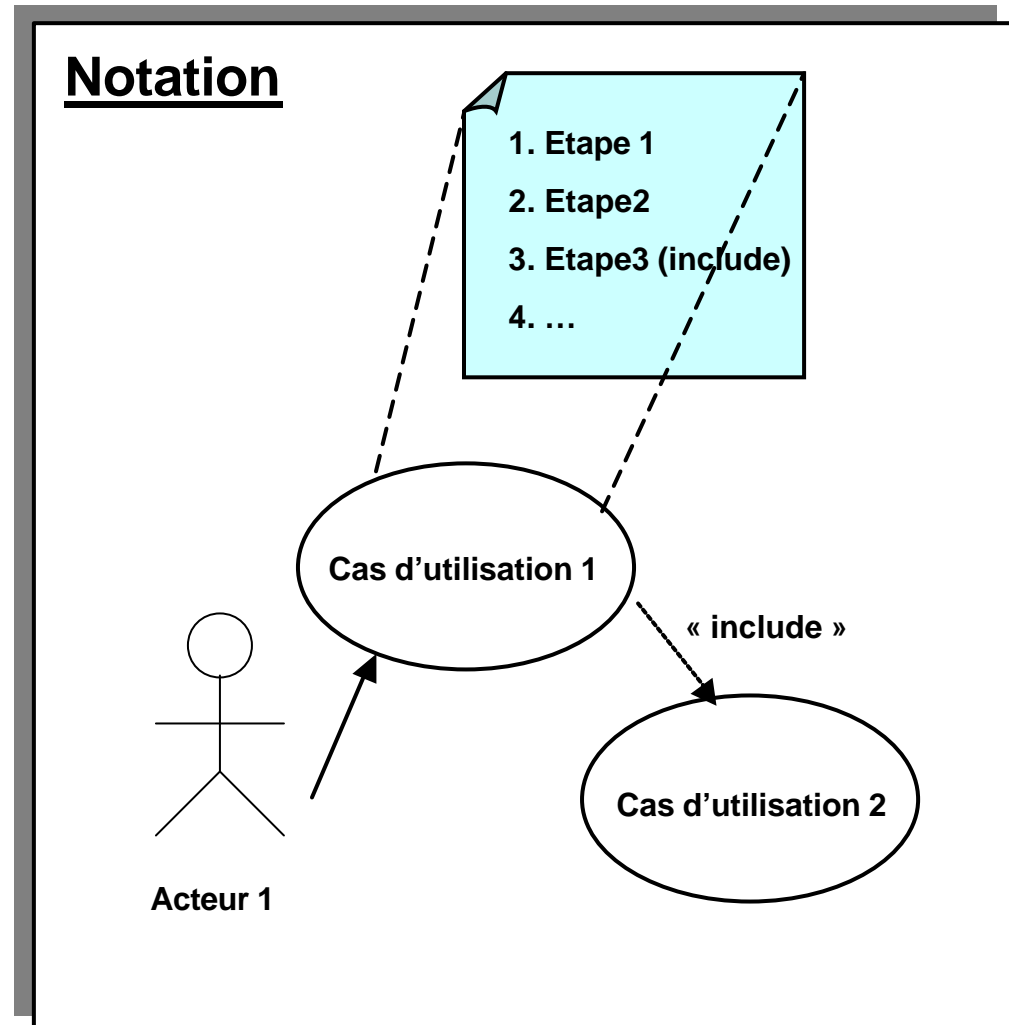 Notation
1. Etape 1
2. Etape2
3. Etape3 (include)
4. …
Cas d’utilisation 1
« include »
Cas d’utilisation 2
Acteur 1